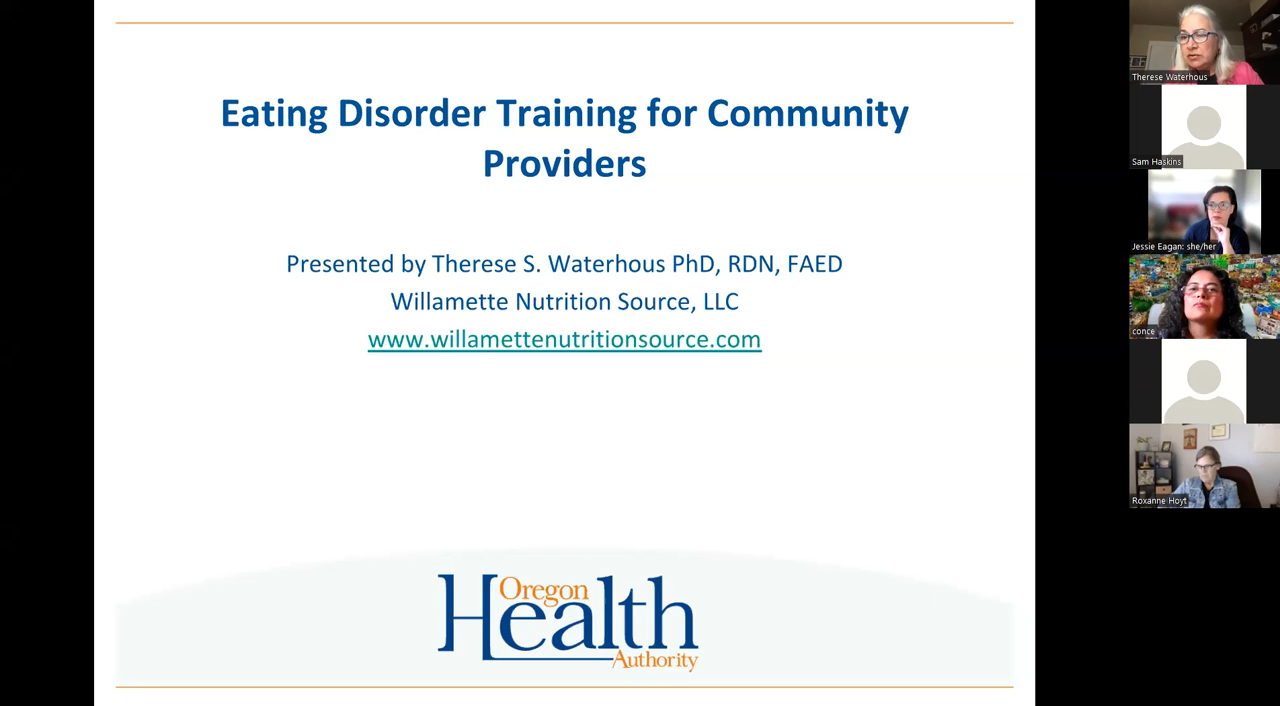 Eating Disorder Training for Community
Providers
Presented by Therese S. Waterhous PhD, RDN, FAED
Willamette Nutrition Source, LLC
www.willamettenutritionsource.com
Oregon
Health
Authority
Therese Waterhous
Sam Haskins
Jessie Eagan: she/her
conce
Roxanne Hoyt